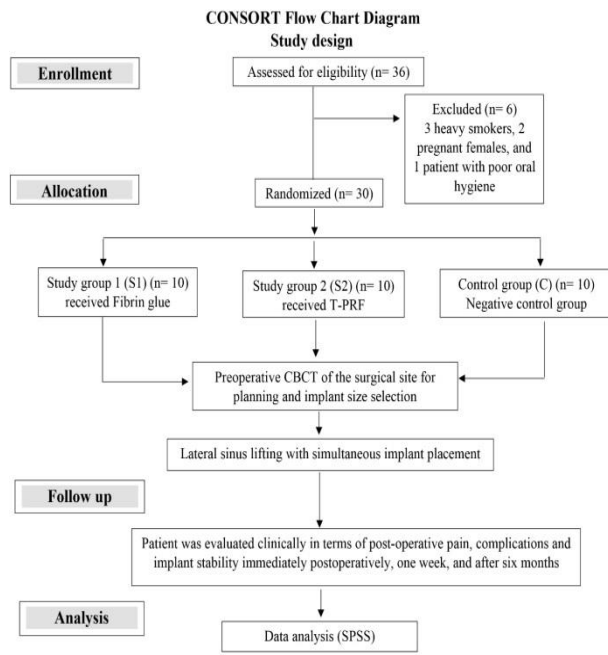 CONSORT Flow Chart Diagram
Study design
Enrollment
Assessed for eligibility (n= 36)
Excluded (n= 6)
3 heavy smokers, 2
pregnant females, and
1 patient with poor oral
hygiene
Allocation
Randomized (n= 30)
Study group 1 (S1) (n= 10)
received Fibrin glue
Study group 2 (S2) (n= 10)
received T-PRF
Control group (C) (n= 10)
Negative control group
Preoperative CBCT of the surgical site for
planning and implant size selection
Lateral sinus lifting with simultaneous implant placement
Follow up
Patient was evaluated clinically in terms of post-operative pain, complications and
implant stability immediately postoperatively, one week, and after six months
Analysis
Data analysis (SPSS)